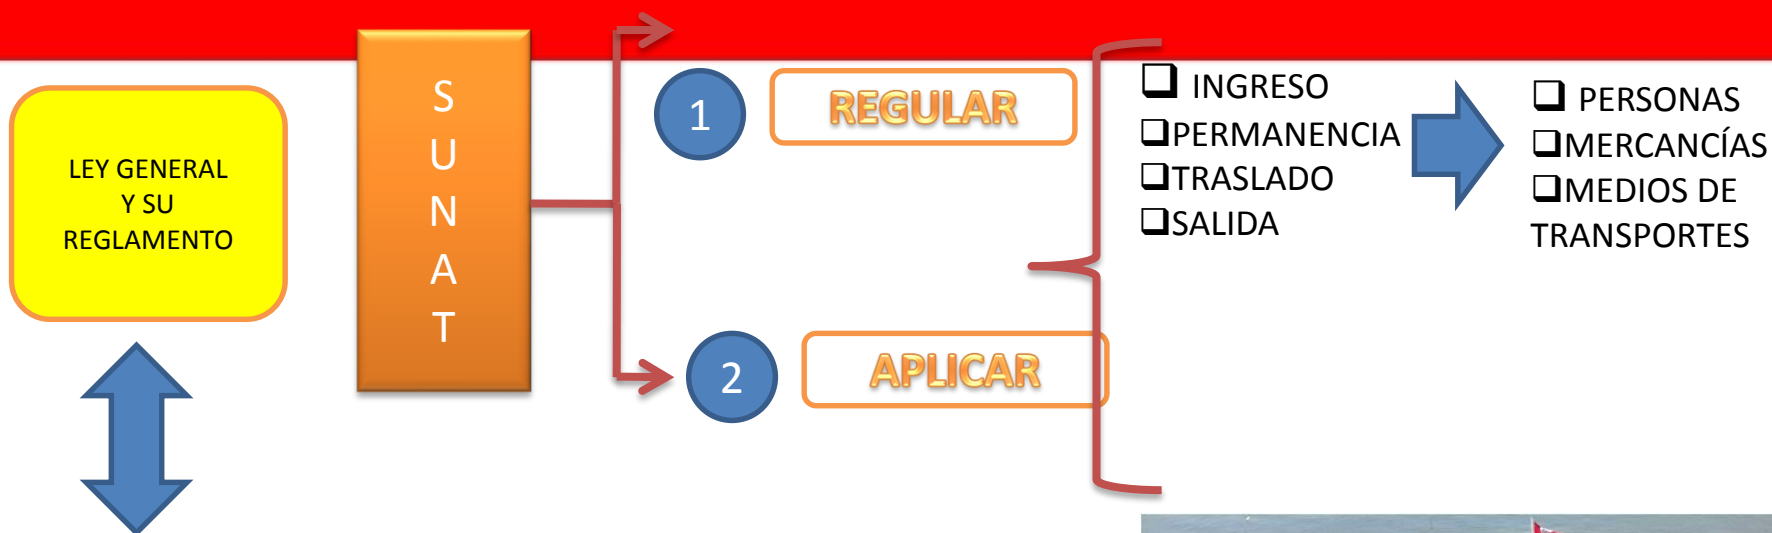 LEY GENERAL
Y SU
REGLAMENTO
S
U
N
A
T
1
REGULAR
2
APLICAR
❑ INGRESO
❑PERMANENCIA
❑TRASLADO
❑SALIDA
❑ PERSONAS
❑MERCANCÍAS
❑MEDIOS DE
TRANSPORTES